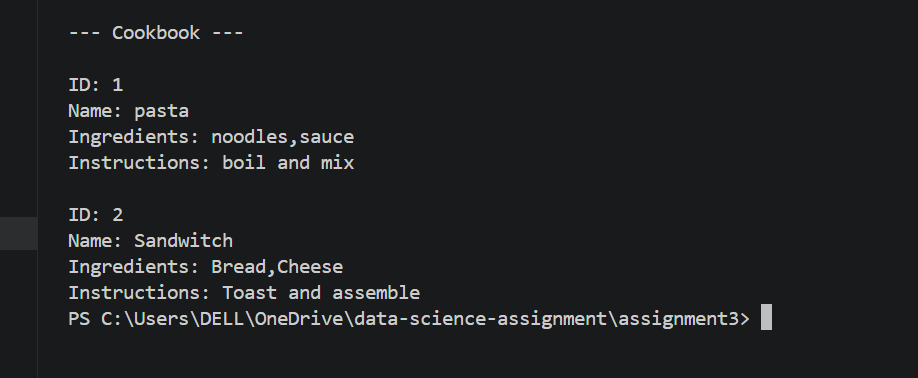 --- Cookbook ---
ID: 1
Name: pasta
Ingredients: noodles,sauce
Instructions: boil and mix
ID: 2
Name: Sandwitch
Ingredients: Bread,Cheese
Instructions: Toast and assemble
PS C:\Users\DELL\OneDrive\data-science-assignment\assignment3>